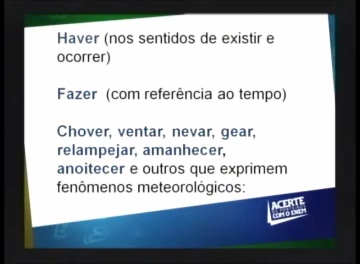 Haver (nos sentidos de existir e
ocorrer)
Fazer (com referência ao tempo)
Chover, ventar, nevar, gear,
relampejar, amanhecer,
anoitecer e outros que exprimem
fenômenos meteorológicos:
ACERTE
COM O ENEM